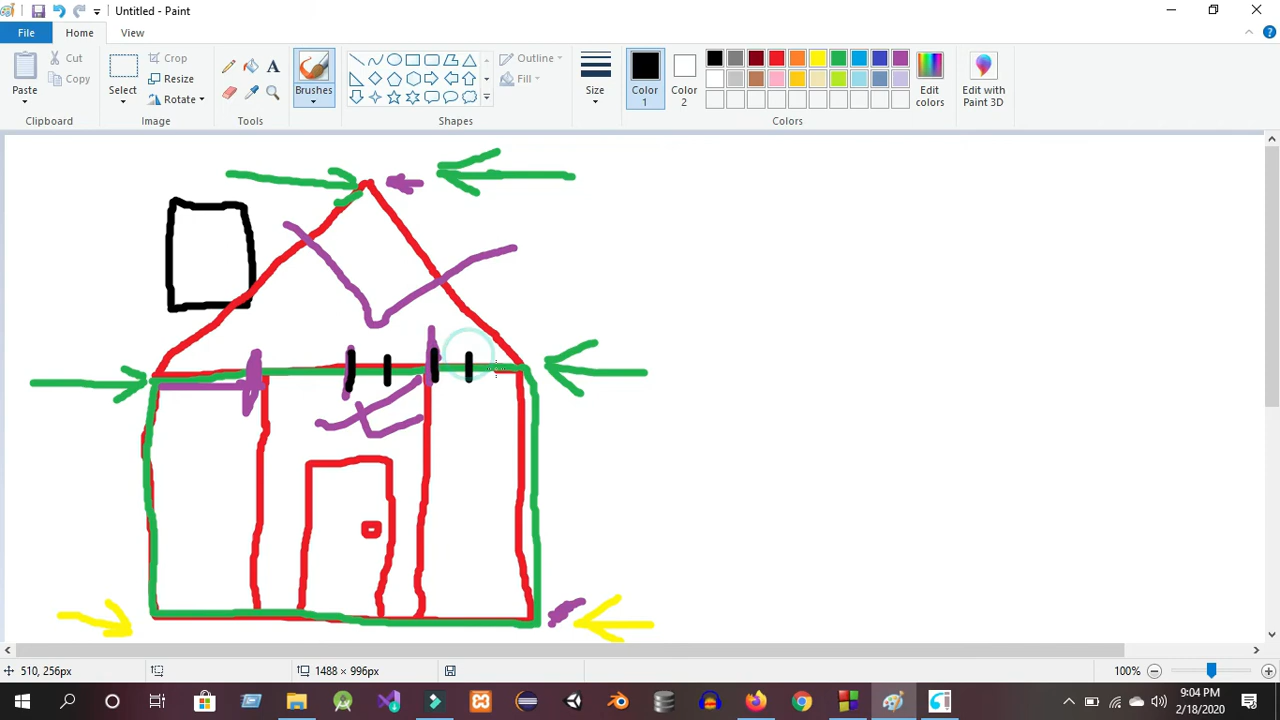 Untitled - Paint
File Home View
Paste
Cut
Copy
Clipboard
Select
Crop
Resize
Rotate
Image
A
Tools
Brushes
Shapes
Outline
Fill
Size
Color 1
Color 2
Edit colors
Colors
Edit with Paint 3D
510, 256px
1488 × 996px
100%
9:04 PM
2/18/2020